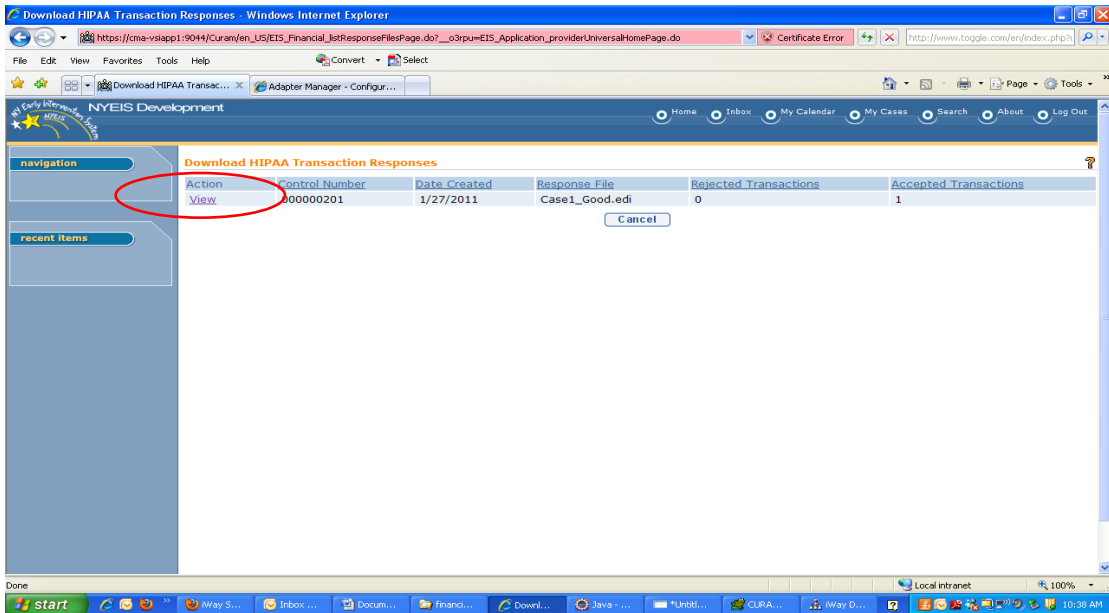 Download HIPAA Transaction Responses - Windows Internet Explorer
https://cma-vsiapp1:9044/Curam/en_US/EIS_Financial_listResponseFilesPage.do?__o3rpu=EIS_Application_providerUniversalHomePage.do Certificate Error http://www.toggle.com/en/index.php?i
File Edit View Favorites Tools Help Convert Select
Download HIPAA Transac... Adapter Manager - Configur... Page Tools
NY Early Intervention System NYEIS NYEIS Development Home Inbox My Calendar My Cases Search About Log Out
navigation
Download HIPAA Transaction Responses ?
Action Control Number Date Created Response File Rejected Transactions Accepted Transactions
View 000000201 1/27/2011 Case1_Good.edi 0 1
Cancel
recent items
Done Local intranet 100%
start iWay S... Inbox ... Docum... financi... Downl... Java - ... *Untitl... CURA... iWay D... 10:38 AM